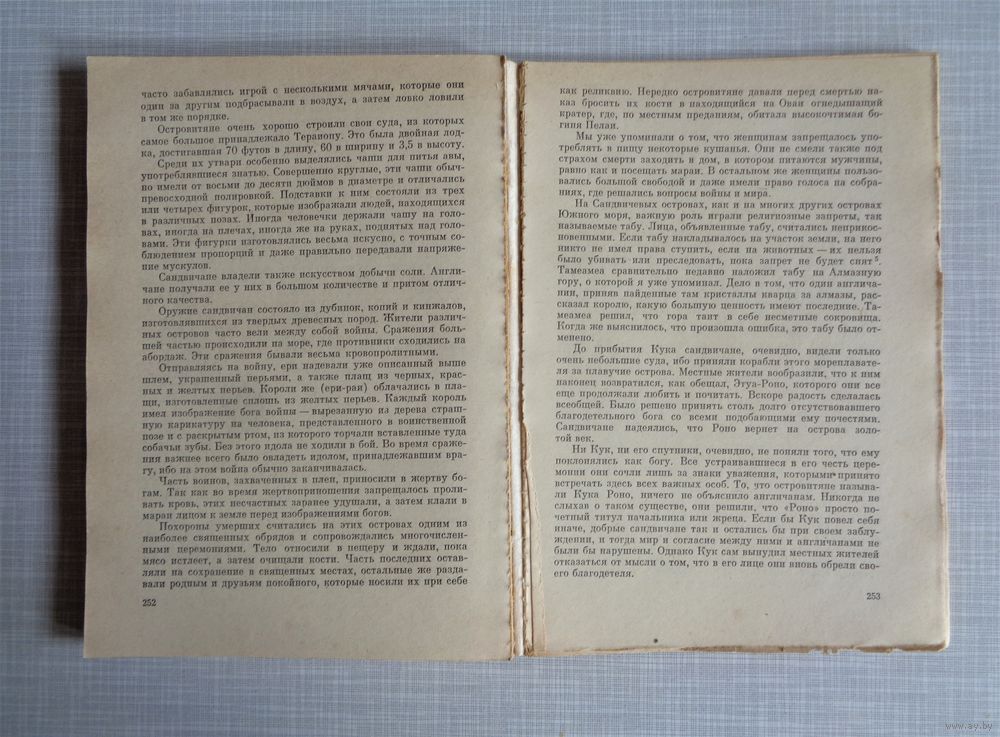 часто забавлялись игрой с несколькими мячами, которые они
один за другим подбрасывали в воздух, а затем ловко ловили
в том же порядке.
Островитяне очень хорошо строили свои суда, из которых
самое большое принадлежало Тераиопу. Это была двойная лод-
ка, достигавшая 70 футов в длину, 60 в ширину и 3,5 в высоту.
Среди их утвари особенно выделялись чаши для питья авы,
употреблявшиеся знатью. Совершенно круглые, эти чаши обыч-
но имели от восьми до десяти дюймов в диаметре и отличались
превосходной полировкой. Подставки к ним состояли из трех
или четырех фигурок, которые изображали людей, находящихся
в различных позах. Иногда человечки держали чашу на голо-
вах, иногда на плечах, иногда же на руках, поднятых над голо-
вами. Эти фигурки изготовлялись весьма искусно, с точным со-
блюдением пропорций и даже правильно передавали напряже-
ние мускулов.
Сандвичане владели также искусством добычи соли. Англи-
чане получали ее у них в большом количестве и притом отлич-
ного качества.
Оружие сандвичан состояло из дубинок, копий и кинжалов,
изготовлявшихся из твердых древесных пород. Жители различ-
ных островов часто вели между собой войны. Сражения боль-
шей частью происходили на море, где противники сходились на
абордаж. Эти сражения бывали весьма кровопролитными.
Отправляясь на войну, ери надевали уже описанный выше
шлем, украшенный перьями, а также плащ из черных, крас-
ных и желтых перьев. Короли же (ери-раи) облачались в пла-
щи, изготовленные сплошь из желтых перьев. Каждый король
имел изображение бога войны — вырезанную из дерева страш-
ную карикатуру на человека, представленного в воинственной
позе и с раскрытым ртом, из которого торчали вставленные туда
собачьи зубы. Без этого идола не ходили в бой. Во время сраже-
ния важнее всего было овладеть идолом, принадлежавшим вра-
гу, ибо на этом война обычно заканчивалась.
Часть воинов, захваченных в плен, приносили в жертву бо-
гам. Так как во время жертвоприношения запрещалось проли-
вать кровь, этих несчастных заранее удушали, а затем клали в
мараи лицом к земле перед изображениями богов.
Похороны умерших считались на этих островах одним из
наиболее священных обрядов и сопровождались многочислен-
ными церемониями. Тело относили в пещеру и ждали, пока
мясо истлеет, а затем очищали кости. Часть последних остав-
ляли на сохранение в священных местах, остальные же разда-
вали родным и друзьям покойного, которые носили их при себе
252
как реликвию. Нередко островитяне давали перед смертью на-
каз бросить их кости в находящийся на Оваи огнедышащий
кратер, где, по местным преданиям, обитала высокочтимая бо-
гиня Пелаи.
Мы уже упоминали о том, что женщинам запрещалось упо-
треблять в пищу некоторые кушанья. Они не смели также под
страхом смерти заходить в дом, в котором питаются мужчины,
равно как и посещать мараи. В остальном же женщины пользо-
вались большой свободой и даже имели право голоса на собра-
ниях, где решались вопросы войны и мира.
На Сандвичевых островах, как и на многих других островах
Южного моря, важную роль играли религиозные запреты, так
называемые табу. Лица, объявленные табу, считались неприкос-
новенными. Если табу накладывалось на участок земли, на него
никто не имел права ступить, если на животных — их нельзя
было убивать или преследовать, пока запрет не будет снят⁵.
Тамеамеа сравнительно недавно наложил табу на Алмазную
гору, о которой я уже упоминал. Дело в том, что один англича-
нин, приняв найденные там кристаллы кварца за алмазы, рас-
сказал королю, какую большую ценность имеют последние. Та-
меамеа решил, что гора таит в себе несметные сокровища.
Когда же выяснилось, что произошла ошибка, это табу было от-
менено.
До прибытия Кука сандвичане, очевидно, видели только
очень небольшие суда, ибо приняли корабли этого мореплавате-
ля за плавучие острова. Местные жители вообразили, что к ним
наконец возвратился, как обещал, Этуа-Роно, которого они все
еще продолжали любить и почитать. Вскоре радость сделалась
всеобщей. Было решено принять столь долго отсутствовавшего
благодетельного бога со всеми подобающими ему почестями.
Сандвичане надеялись, что Роно вернет на острова золо-
той век.
Ни Кук, ни его спутники, очевидно, не поняли того, что ему
поклонялись как богу. Все устраивавшиеся в его честь цере-
монии они сочли лишь за знаки уважения, которыми принято
встречать здесь всех важных особ. То, что островитяне называ-
ли Кука Роно, ничего не объяснило англичанам. Никогда не
слыхав о таком существе, они решили, что «Роно» просто по-
четный титул начальника или жреца. Если бы Кук повел себя
иначе, добрые сандвичане так и остались бы при своем заблу-
ждении, и тогда мир и согласие между ними и англичанами не
были бы нарушены. Однако Кук сам вынудил местных жителей
отказаться от мысли о том, что в его лице они вновь обрели сво-
его благодетеля.
253
www.ay.by